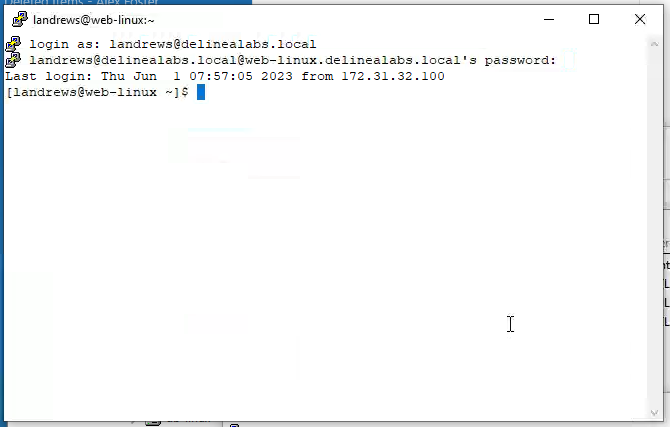 Deleted Items - Alex Foster
landrews@web-linux:~
login as: landrews@delinealabs.local
landrews@delinealabs.local@web-linux.delinealabs.local's password:
Last login: Thu Jun  1 07:57:05 2023 from 172.31.32.100
[landrews@web-linux ~]$